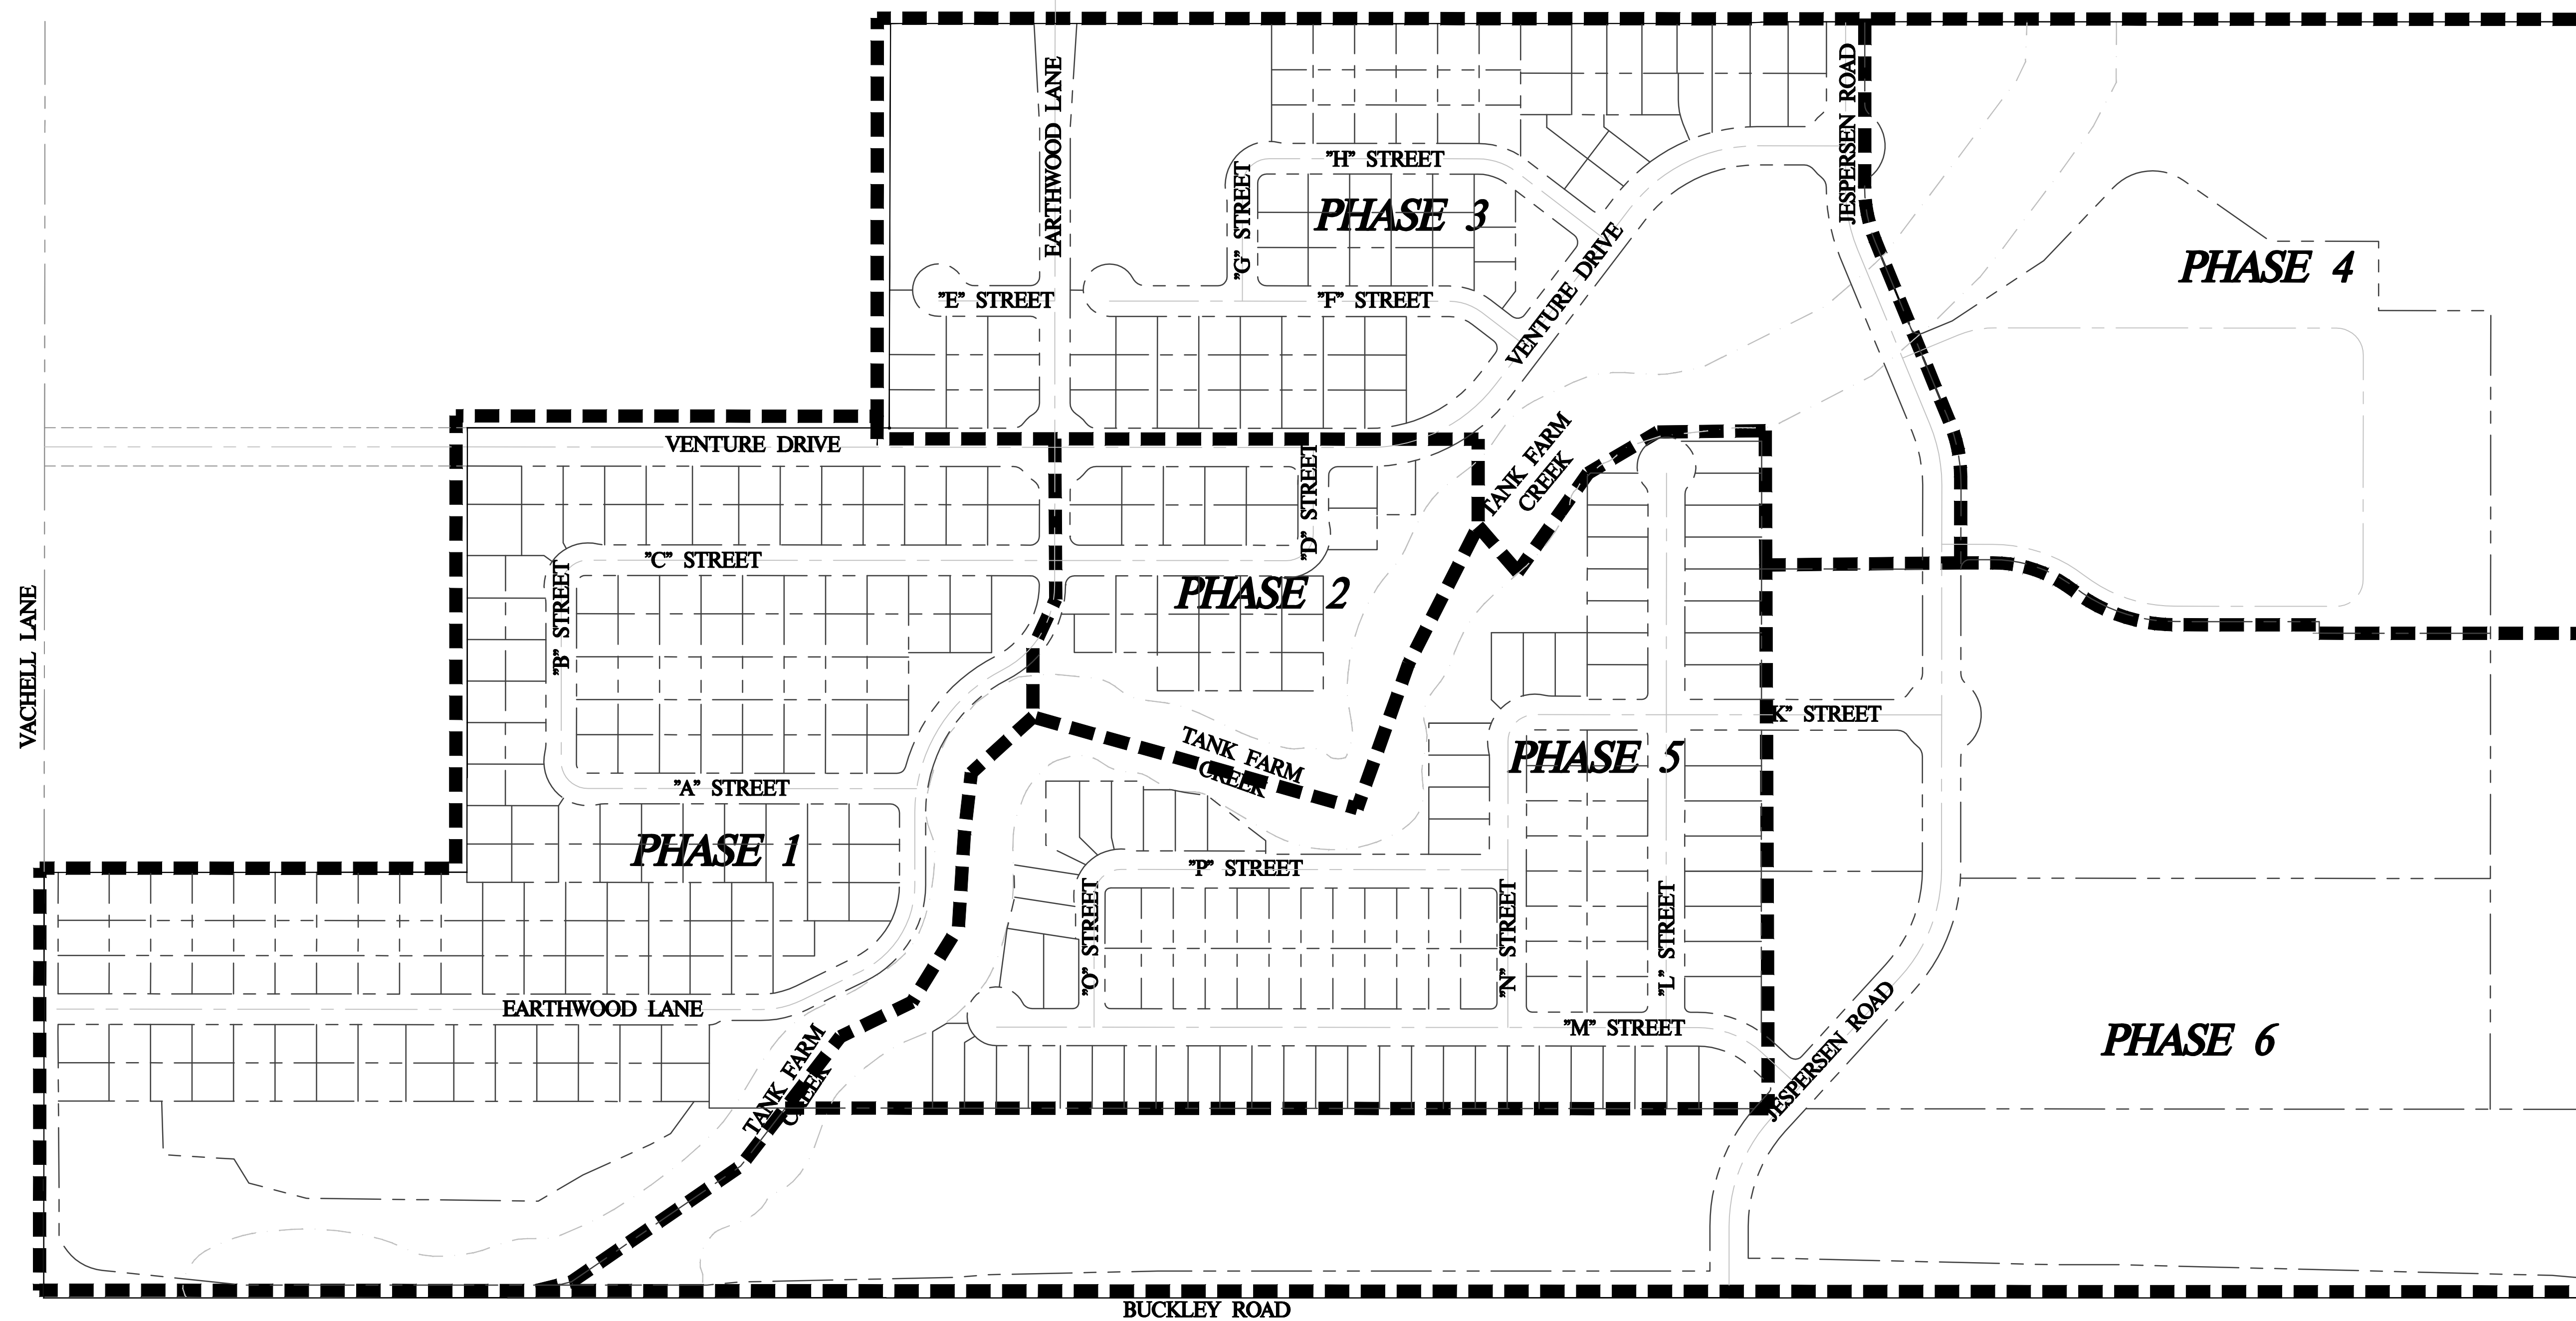 EARTHWOOD LANE
JESPERSEN ROAD
"H" STREET
"G" STREET
PHASE 3
VENTURE DRIVE
PHASE 4
"E" STREET
"F" STREET
VENTURE DRIVE
TANK FARM
CREEK
"D" STREET
"C" STREET
"B" STREET
PHASE 2
VACHELL LANE
K" STREET
TANK FARM
CREEK
PHASE 5
"A" STREET
PHASE 1
"P" STREET
"O" STREET
"N" STREET
"L" STREET
EARTHWOOD LANE
"M" STREET
JESPERSEN ROAD
PHASE 6
TANK FARM
CREEK
BUCKLEY ROAD